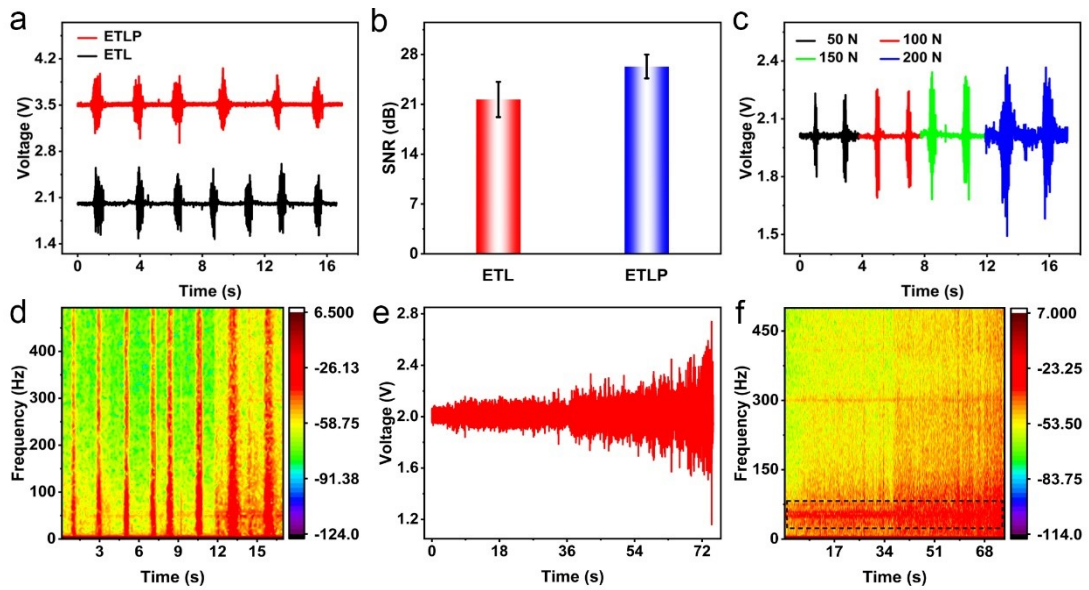 a
ETLP
ETL
4.2
3.5
2.8
2.1
1.4
Voltage (V)
0 4 8 12 16
Time (s)
b
28
21
14
7
0
SNR (dB)
ETL ETLP
c
50 N 100 N
150 N 200 N
2.4
2.1
1.8
1.5
Voltage (V)
0 4 8 12 16
Time (s)
d
400
300
200
100
0
Frequency (Hz)
3 6 9 12 15
Time (s)
6.500
-26.13
-58.75
-91.38
-124.0
e
2.8
2.4
2.0
1.6
1.2
Voltage (V)
0 18 36 54 72
Time (s)
f
450
300
150
0
Frequency (Hz)
17 34 51 68
Time (s)
7.000
-23.25
-53.50
-83.75
-114.0